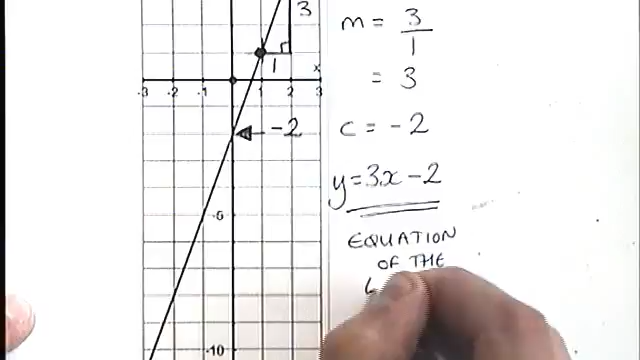 3
m = 3/1
1
x
= 3
-3 -2 -1 1 2 3
c = -2
-2
y=3x-2
EQUATION
OF THE
-10